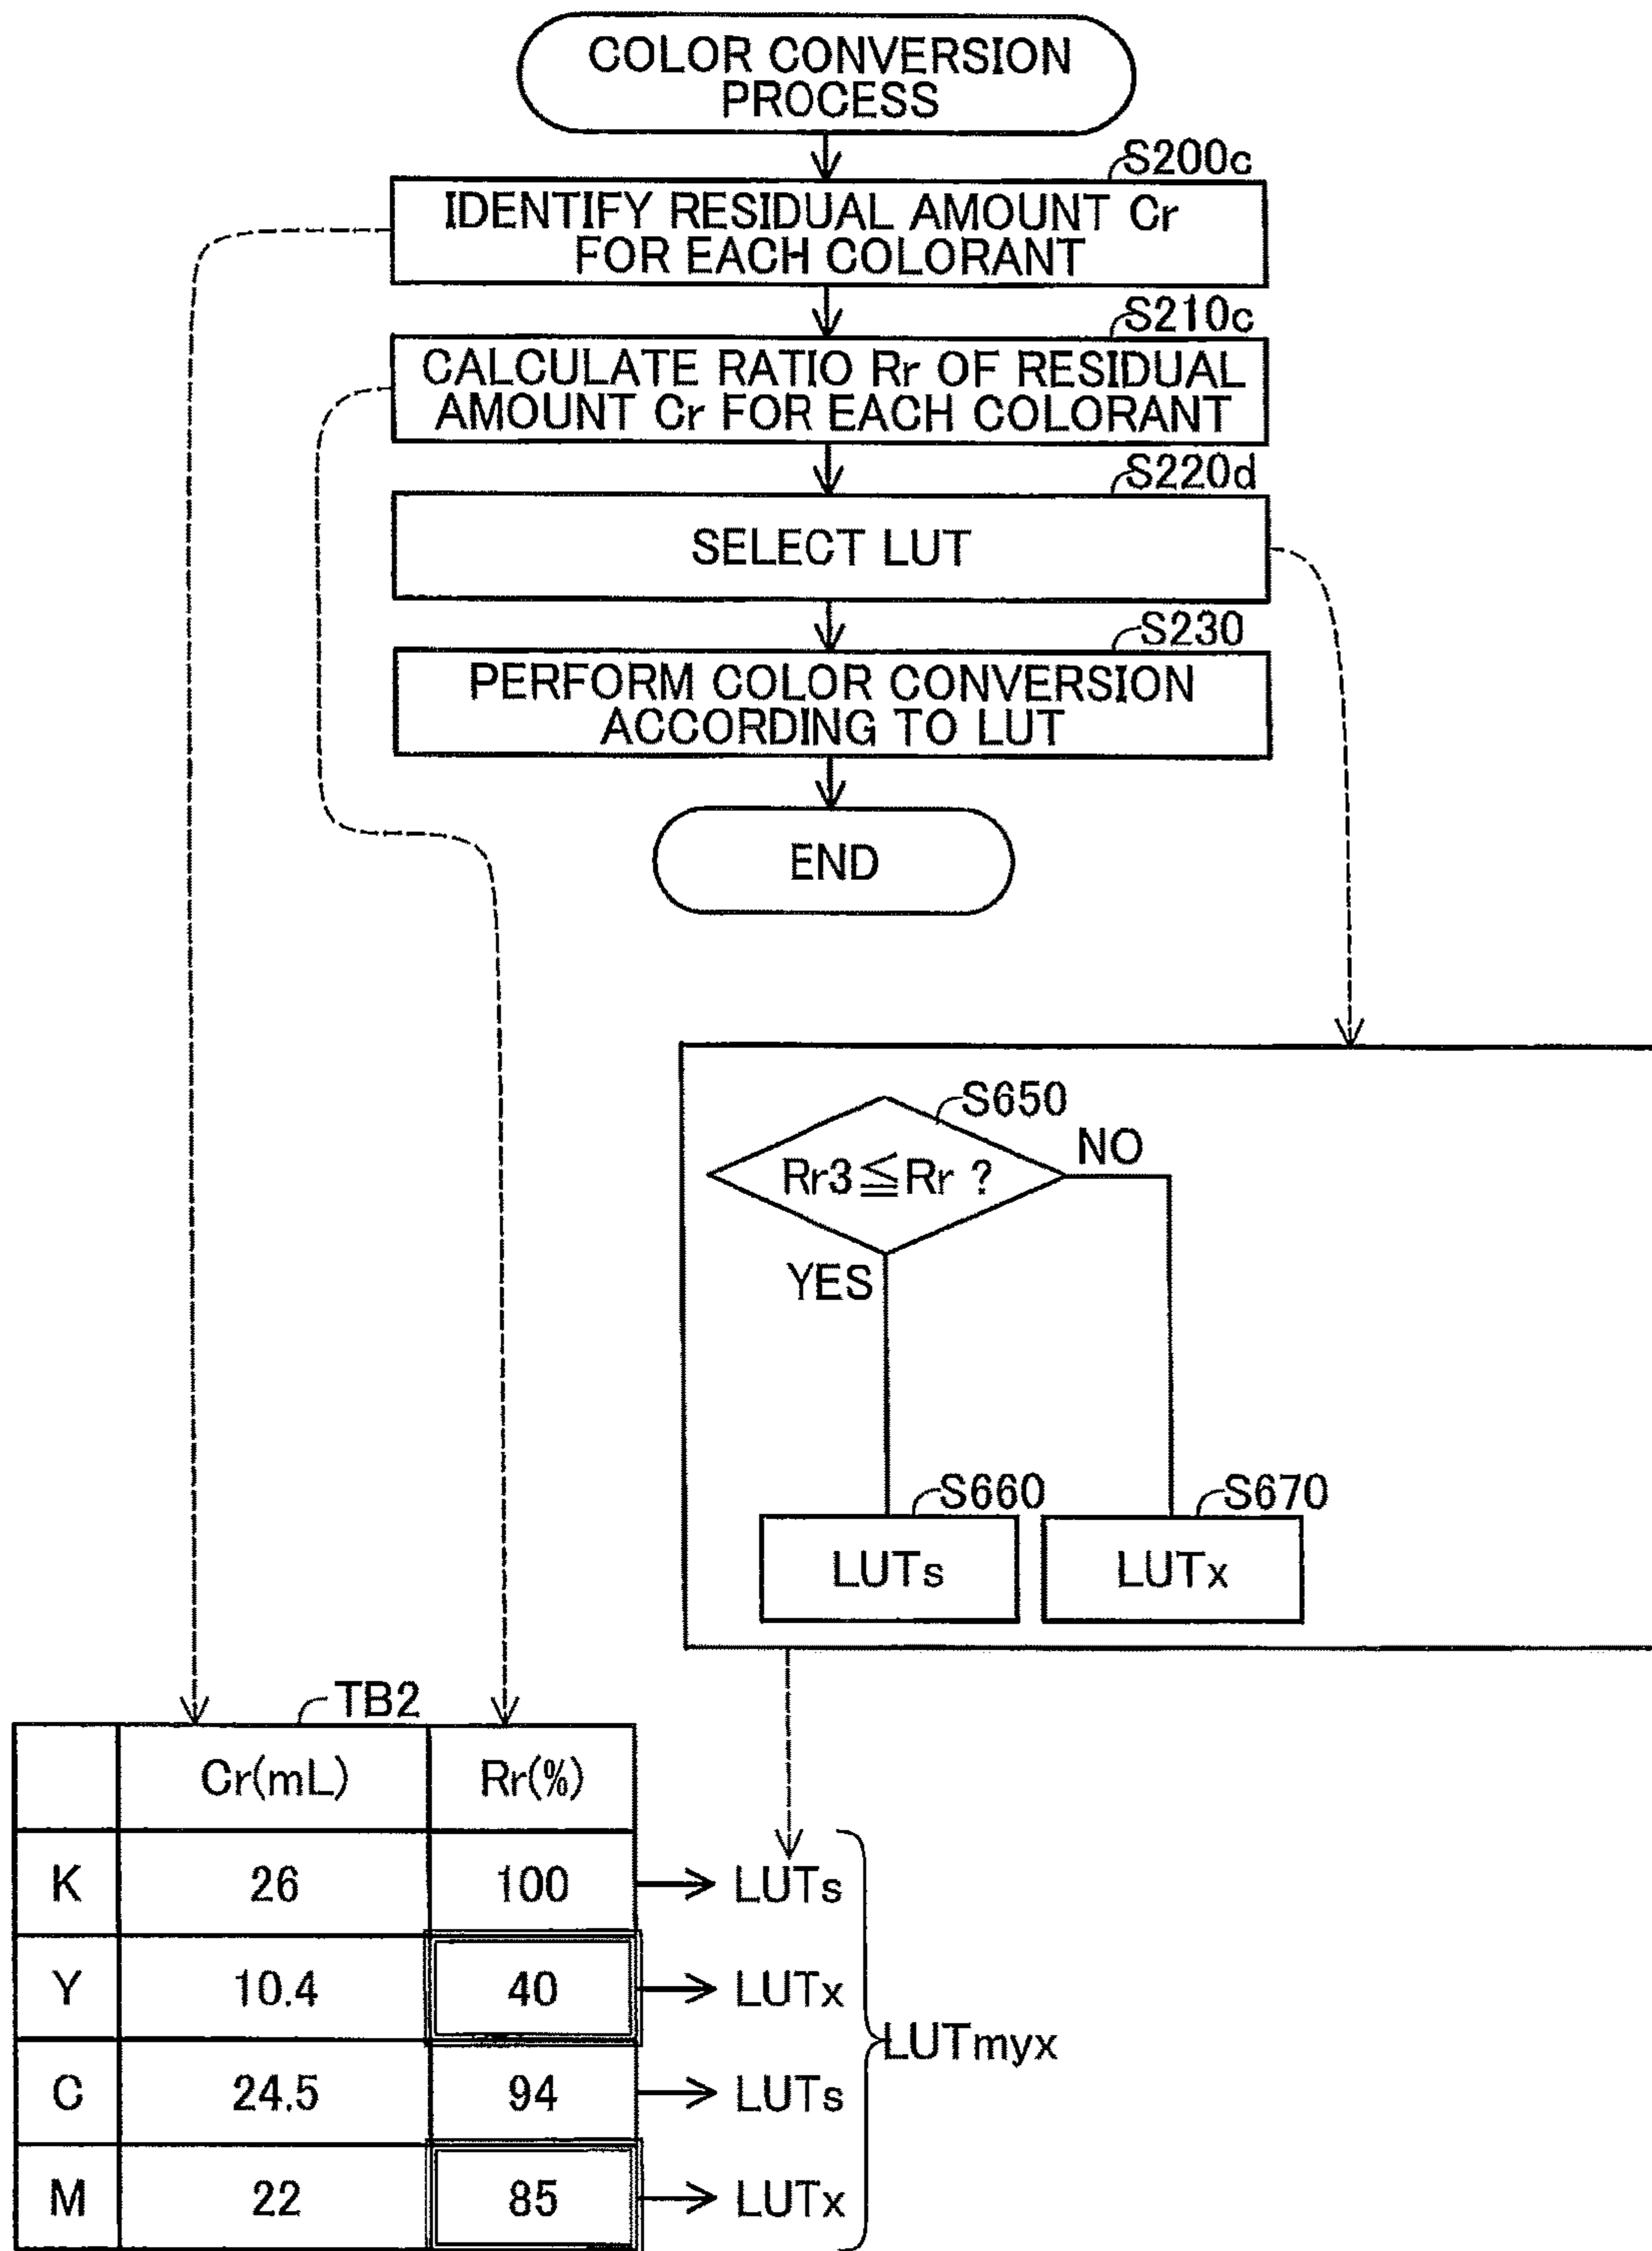 COLOR CONVERSION
PROCESS
S200c
IDENTIFY RESIDUAL AMOUNT Cr
FOR EACH COLORANT
S210c
CALCULATE RATIO Rr OF RESIDUAL
AMOUNT Cr FOR EACH COLORANT
S220d
SELECT LUT
S230
PERFORM COLOR CONVERSION
ACCORDING TO LUT
END
S650
Rr3≦Rr ?
NO
YES
S660
S670
LUTs
LUTx
TB2
Cr(mL) Rr(%)
K 26 100 LUTs
Y 10.4 40 LUTx
C 24.5 94 LUTs
M 22 85 LUTx
LUTmyx